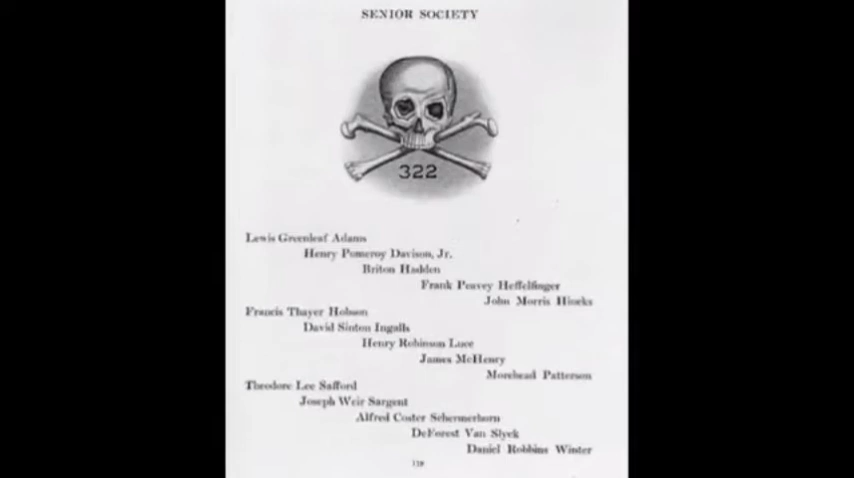 SENIOR SOCIETY
322
Lewis Greenleaf Adams
Henry Pomeroy Davison, Jr.
Briton Hadden
Frank Peavey Heffelfinger
John Morris Hincks
Francis Thayer Hobson
David Sinton Ingalls
Henry Robinson Luce
James McHenry
Morehead Patterson
Theodore Lee Safford
Joseph Weir Sargent
Alfred Coster Schermerhorn
DeForest Van Slyck
Daniel Robbins Winter